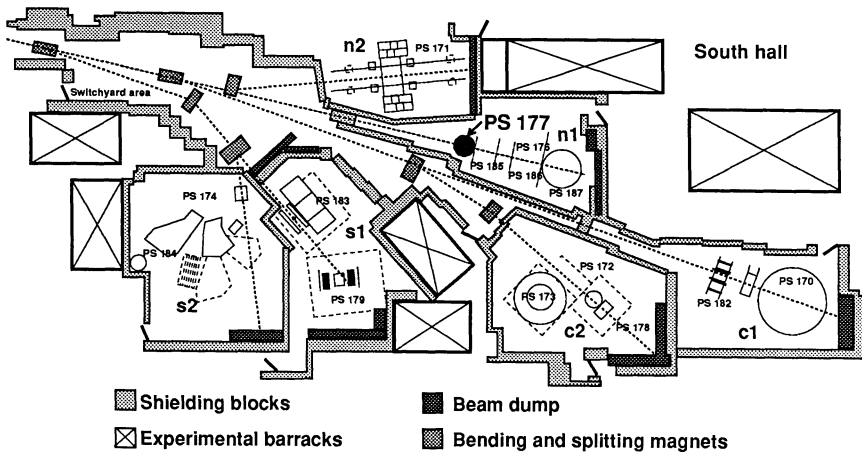 n2
PS 171
South hall
Switchyard area
PS 177
n1
PS 185
PS 176
PS 186
PS 187
PS 174
PS 183
s1
PS 184
s2
PS 179
PS 172
PS 173
PS 178
c2
PS 182
PS 170
c1
Shielding blocks
Beam dump
Experimental barracks
Bending and splitting magnets